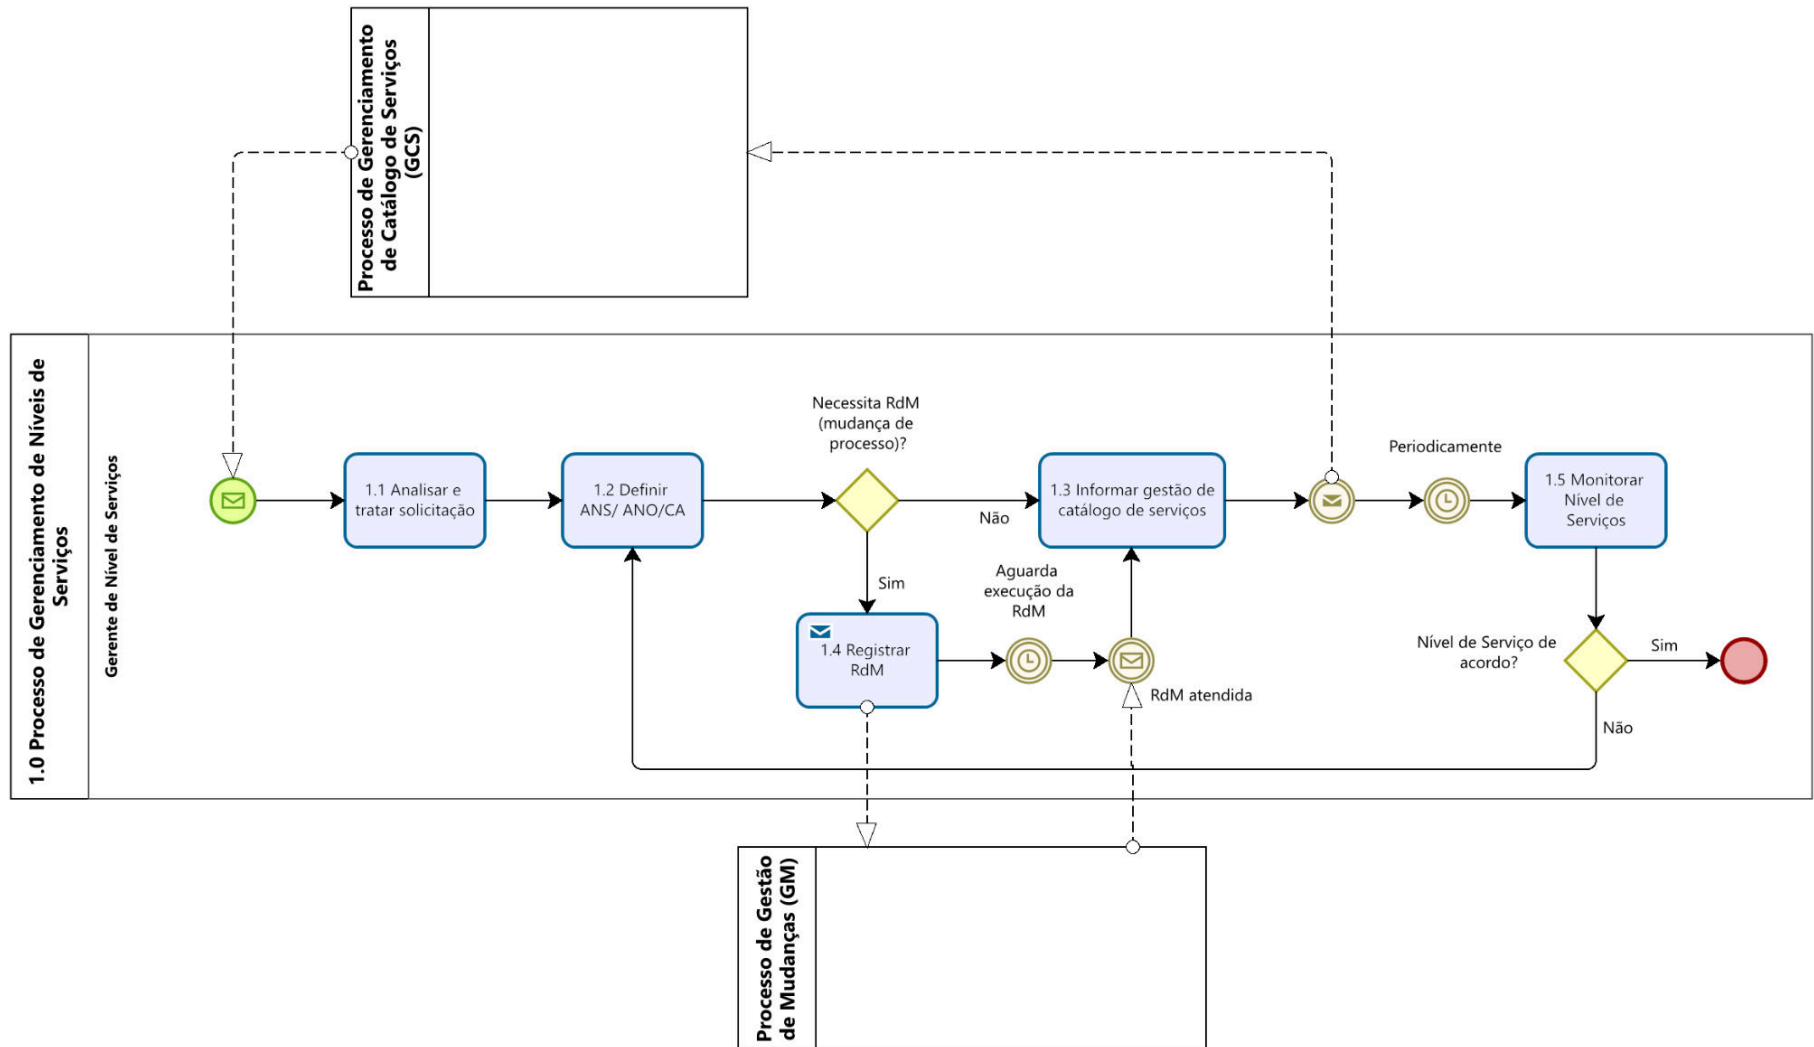 Processo de Gerenciamento
de Catálogo de Serviços
(GCS)
1.0 Processo de Gerenciamento de Níveis de
Serviços
Gerente de Nível de Serviços
1.1 Analisar e
tratar solicitação
1.2 Definir
ANS/ ANO/CA
Necessita RdM
(mudança de
processo)?
Não
Sim
1.3 Informar gestão de
catálogo de serviços
Periodicamente
1.5 Monitorar
Nível de
Serviços
1.4 Registrar
RdM
Aguarda
execução da
RdM
RdM atendida
Nível de Serviço de
acordo?
Sim
Não
Processo de Gestão
de Mudanças (GM)